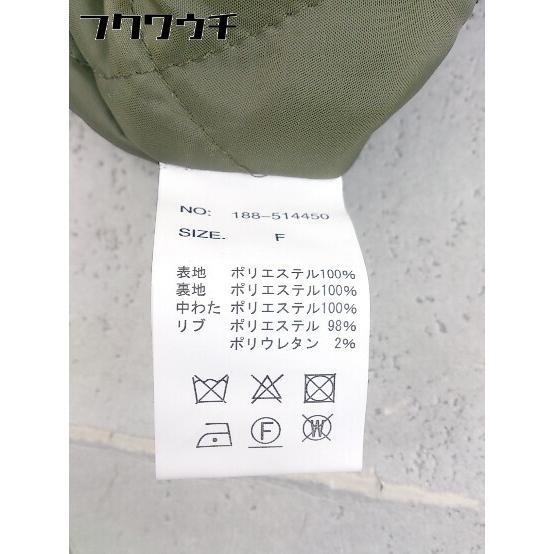 フクワウチ
NO: 188-514450
SIZE. F
表地 ポリエステル100%
裏地 ポリエステル100%
中わた ポリエステル100%
リブ ポリエステル 98%
ポリウレタン 2%
F
W